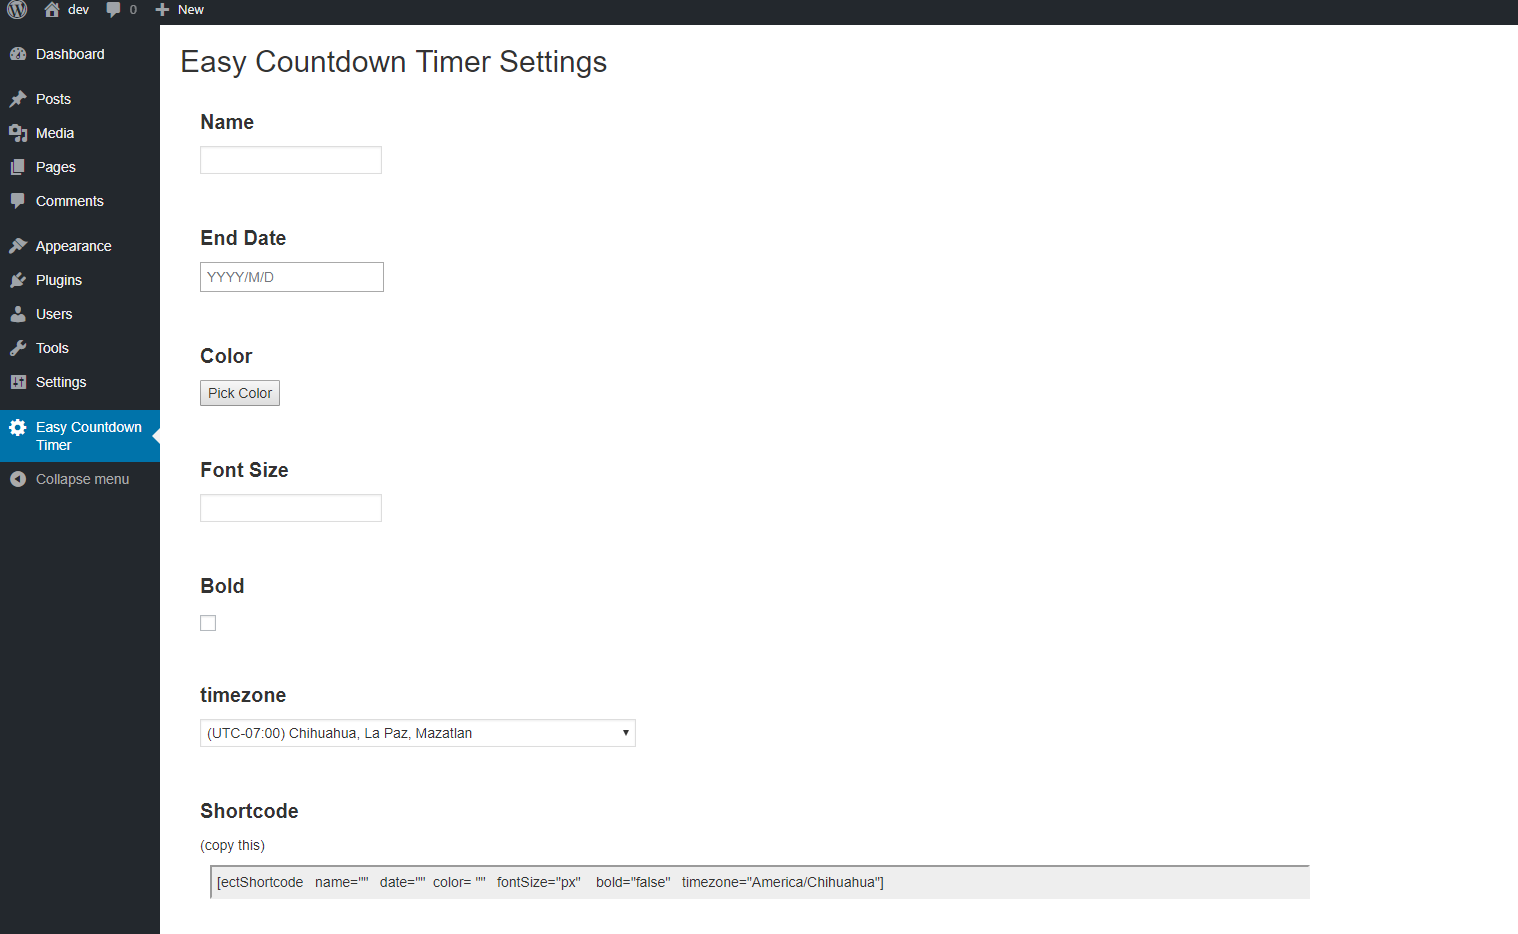 dev 0 New
Dashboard
Posts
Media
Pages
Comments
Appearance
Plugins
Users
Tools
Settings
Easy Countdown
Timer
Collapse menu
Easy Countdown Timer Settings
Name
End Date
YYYY/M/D
Color
Pick Color
Font Size
Bold
timezone
(UTC-07:00) Chihuahua, La Paz, Mazatlan
Shortcode
(copy this)
[ectShortcode name="" date="" color= "" fontSize="px" bold="false" timezone="America/Chihuahua"]